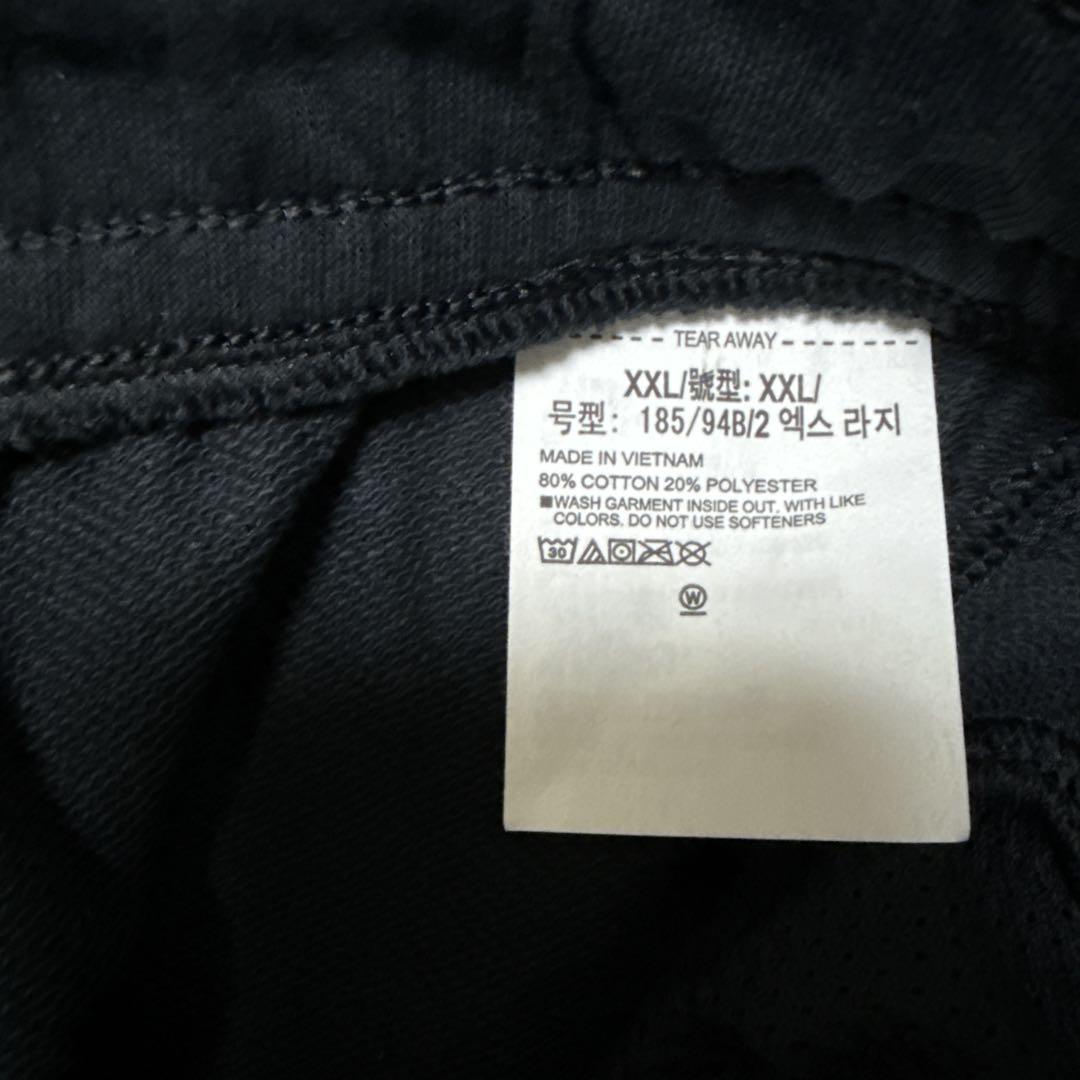 TEAR AWAY
XXL/號型: XXL/
号型: 185/94B/2 엑스 라지
MADE IN VIETNAM
80% COTTON 20% POLYESTER
■WASH GARMENT INSIDE OUT. WITH LIKE
COLORS. DO NOT USE SOFTENERS
30
W